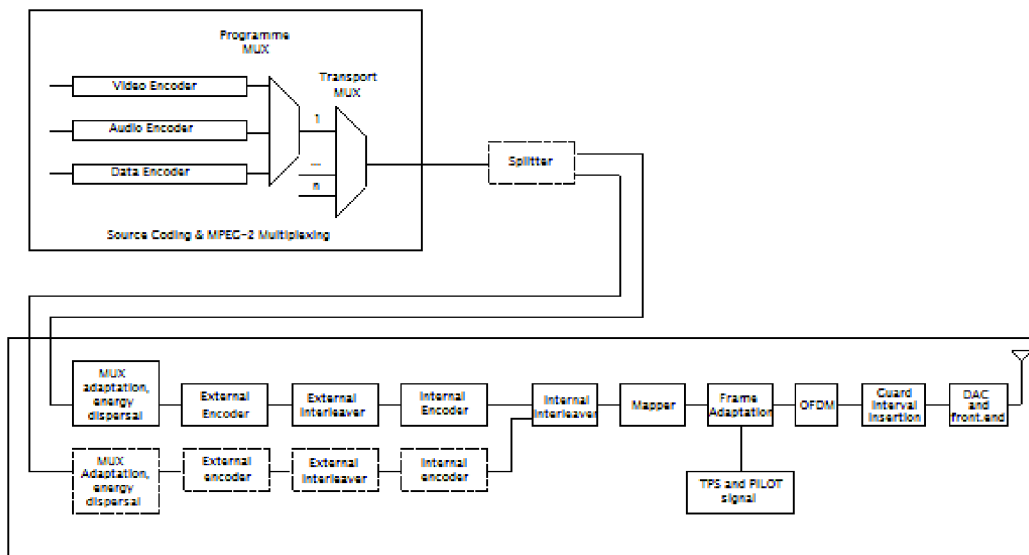 Programme
MUX
Transport
MUX
Video Encoder
Audio Encoder
Data Encoder
1
...
n
Splitter
Source Coding & MPEG-2 Multiplexing
MUX
adaptation,
energy
dispersal
External
Encoder
External
Interleaver
Internal
Encoder
Internal
Interleaver
Mapper
Frame
Adaptation
OFDM
Guard
Interval
Insertion
DAC
and
front.end
MUX
Adaptation,
energy
dispersal
External
encoder
External
Interleaver
Internal
encoder
TPS and PILOT
signal